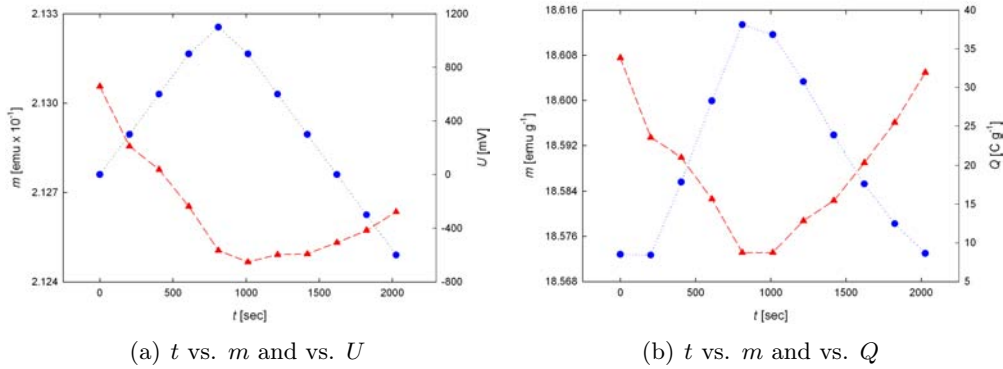 2.133
2.130
2.127
2.124
m [emu x 10⁻¹]
1200
800
400
0
-400
-800
U [mV]
0 500 1000 1500 2000
t [sec]
(a) t vs. m and vs. U
18.616
18.608
18.600
18.592
18.584
18.576
18.568
m [emu g⁻¹]
40
35
30
25
20
15
10
5
Q [C g⁻¹]
0 500 1000 1500 2000
t [sec]
(b) t vs. m and vs. Q